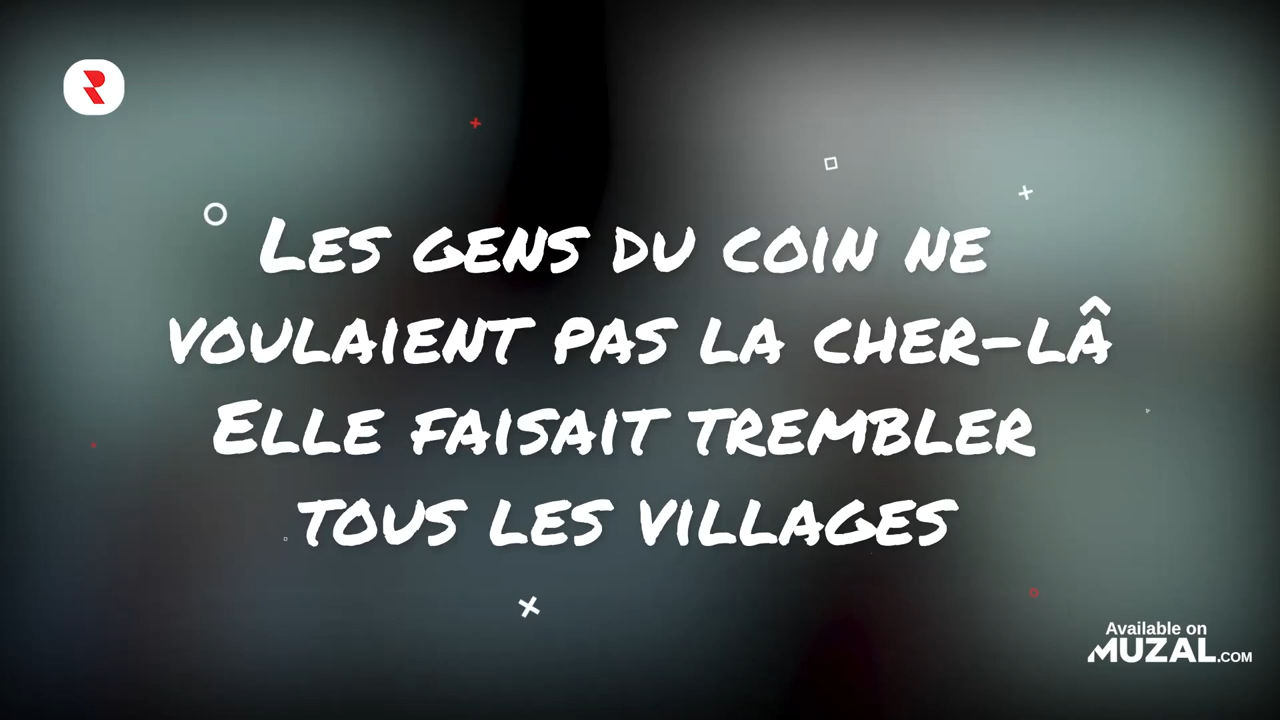 Les gens du coin ne
voulaient pas la cher-lâ
Elle faisait trembler
tous les villages
Available on
MUZAL.COM